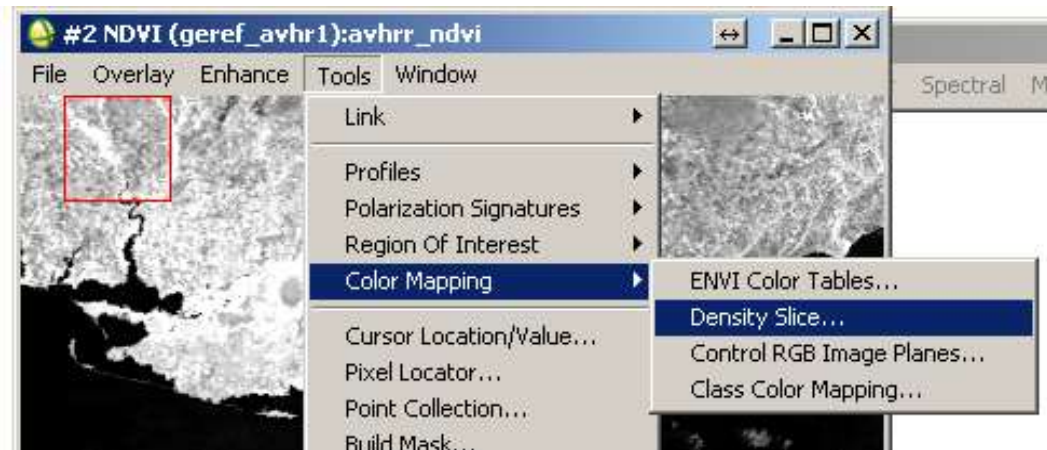 #2 NDVI (geref_avhr1):avhrr_ndvi
File Overlay Enhance Tools Window
Spectral M
Link
Profiles
Polarization Signatures
Region Of Interest
Color Mapping
ENVI Color Tables...
Density Slice...
Control RGB Image Planes...
Class Color Mapping...
Cursor Location/Value...
Pixel Locator...
Point Collection...
Build Mask...